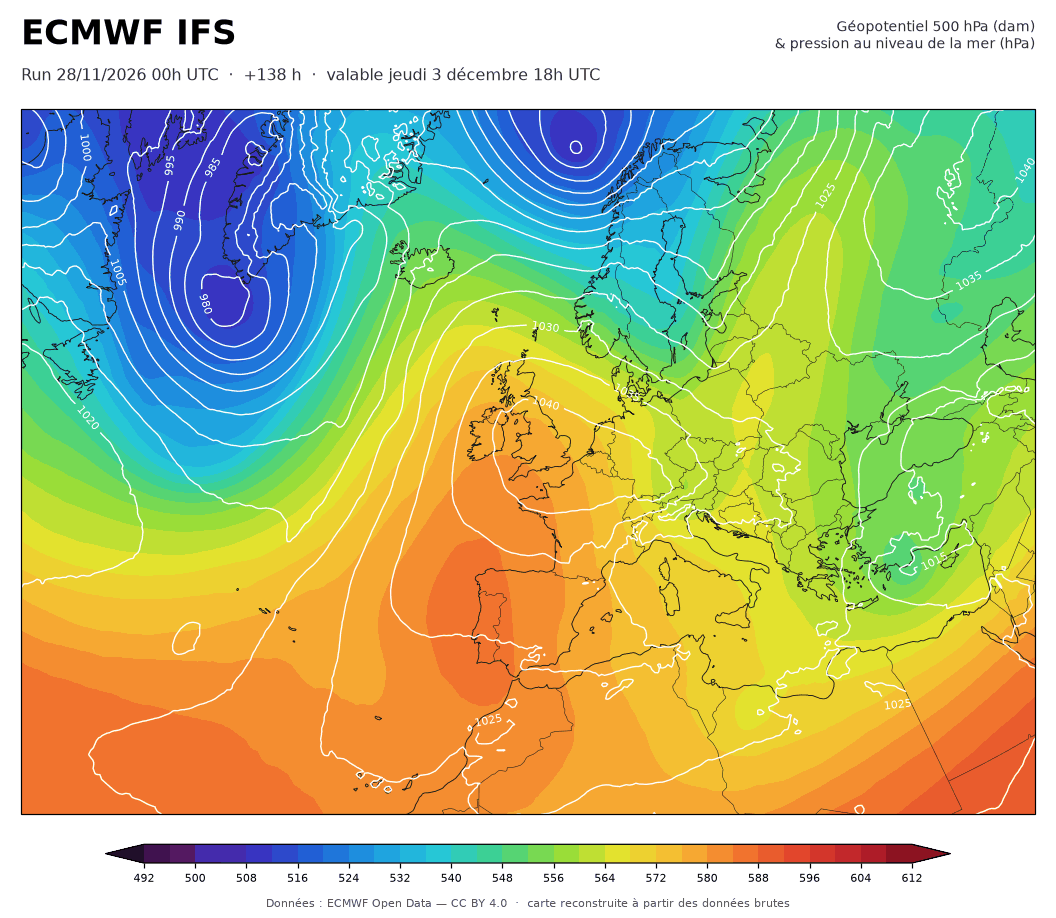 ECMWF IFS
Géopotentiel 500 hPa (dam)
& pression au niveau de la mer (hPa)
Run 28/11/2026 00h UTC · +138 h · valable jeudi 3 décembre 18h UTC
1000
995
985
1040
1025
990
1005
1035
980
1030
1040
1020
1015
1025
1025
492 500 508 516 524 532 540 548 556 564 572 580 588 596 604 612
Données : ECMWF Open Data — CC BY 4.0 · carte reconstruite à partir des données brutes